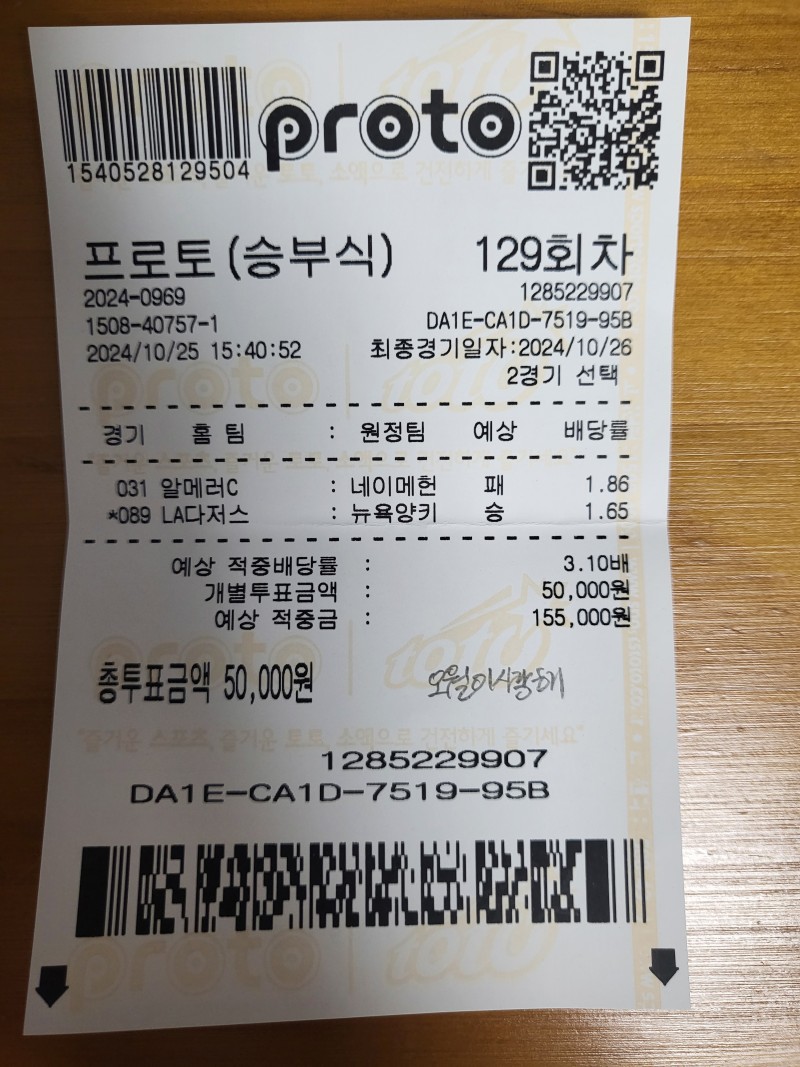 1540528129504
proto
프로토(승부식) 129회차
2024-0969 1285229907
1508-40757-1 DA1E-CA1D-7519-95B
2024/10/25 15:40:52 최종경기일자:2024/10/26
2경기 선택
경기 홈팀 : 원정팀 예상 배당률
031 알메러C : 네이메헌 패 1.86
*089 LA다저스 : 뉴욕양키 승 1.65
예상 적중배당률 : 3.10배
개별투표금액 : 50,000원
예상 적중금 : 155,000원
총투표금액 50,000원 오월이사랑해
"즐거운 스포츠, 즐거운 토토, 소액으로 건전하게 즐기세요"
1285229907
DA1E-CA1D-7519-95B
proto toto